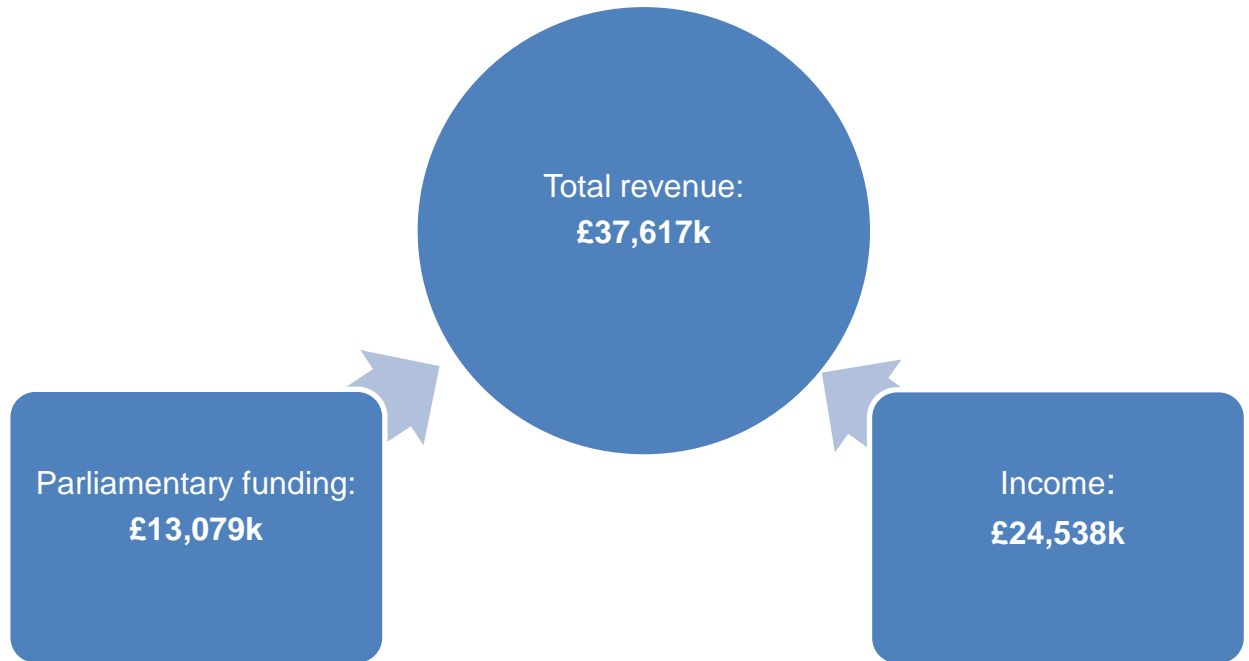 Total revenue:
£37,617k
Parliamentary funding:
£13,079k
Income:
£24,538k